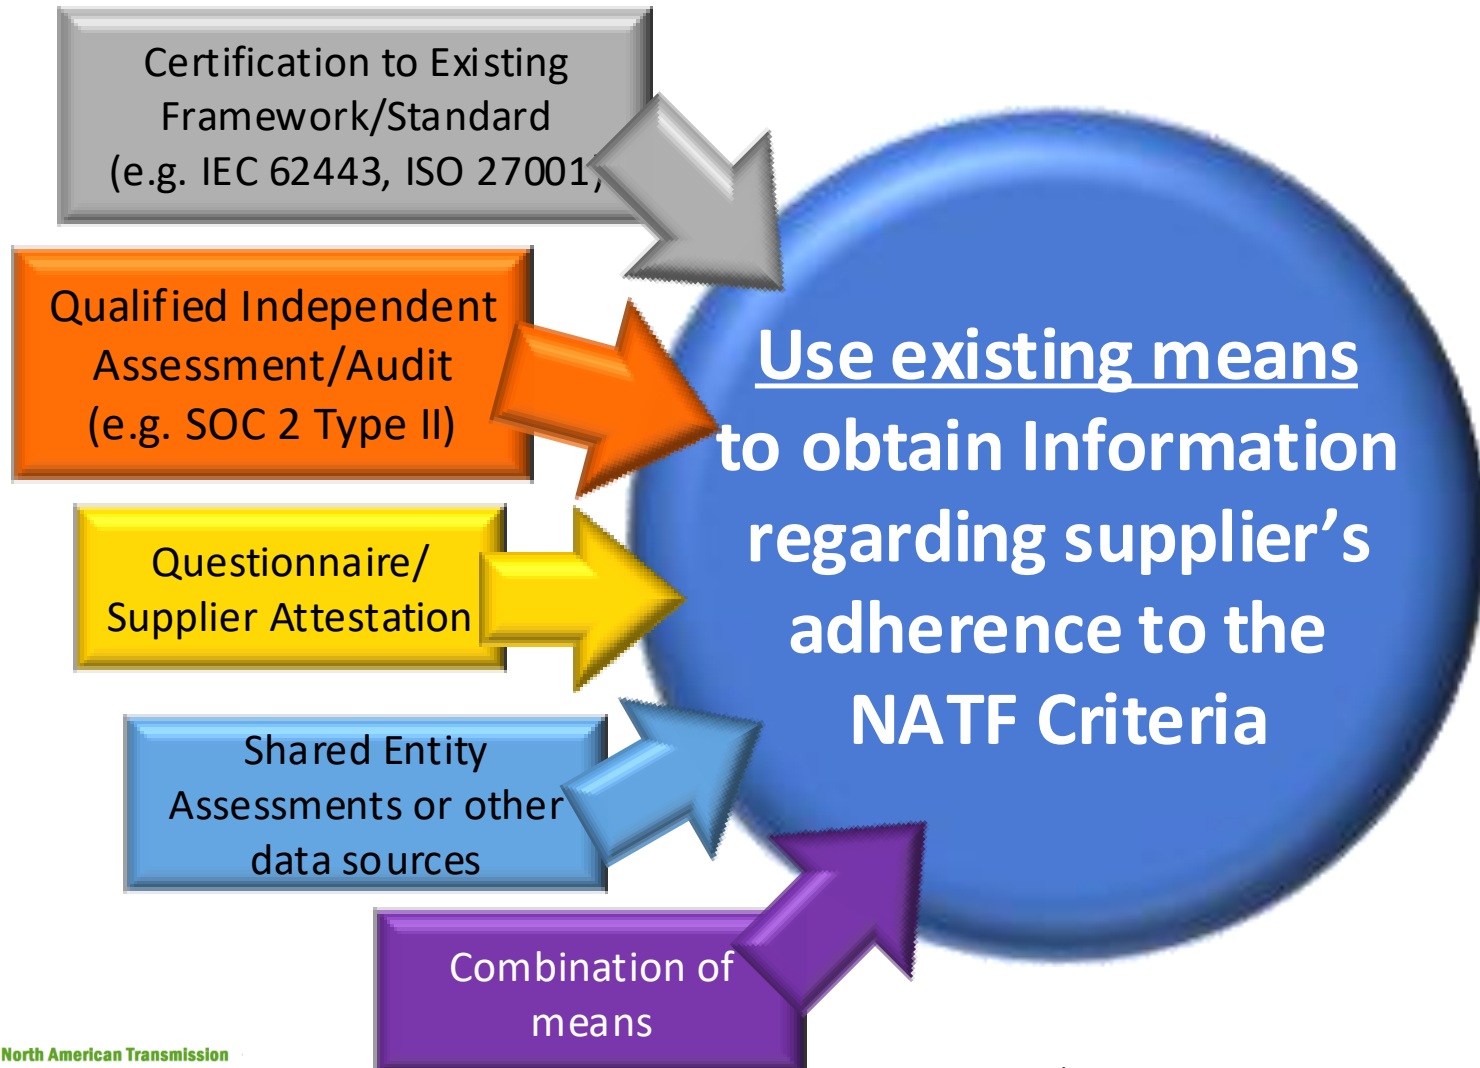 Certification to Existing
Framework/Standard
(e.g. IEC 62443, ISO 27001)
Qualified Independent
Assessment/Audit
(e.g. SOC 2 Type II)
Questionnaire/
Supplier Attestation
Shared Entity
Assessments or other
data sources
Combination of
means
Use existing means
to obtain Information
regarding supplier’s
adherence to the
NATF Criteria
North American Transmission